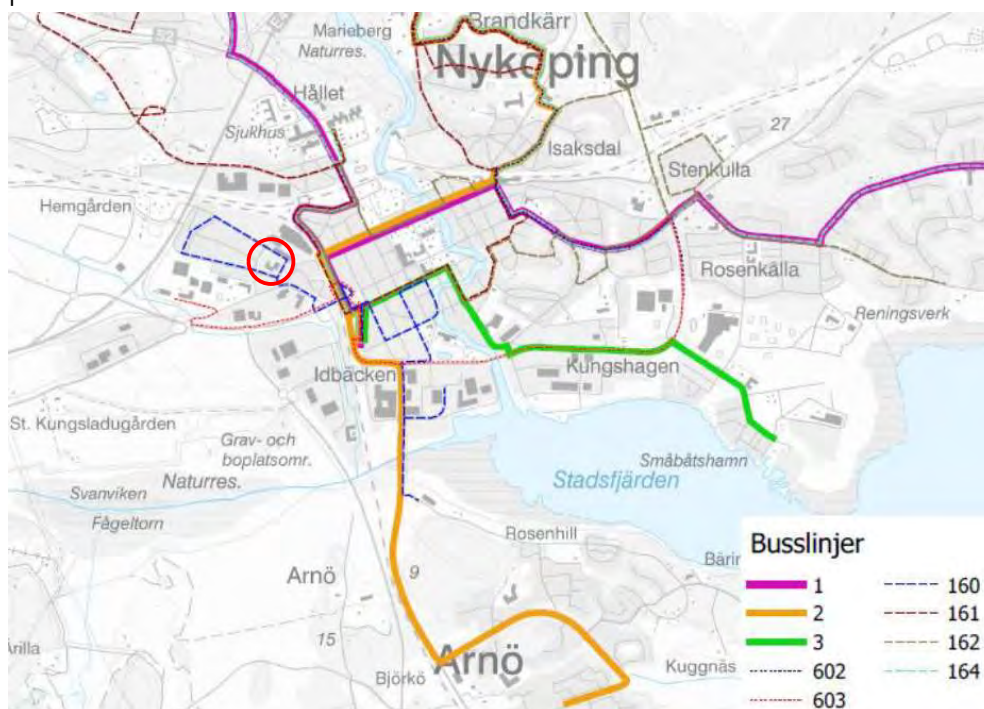 Brandkärr
Marieberg
Naturres.
Nyköping
52
Hållet
Sjukhus
27
Isaksdal
Stenkulla
Hemgården
Rosenkälla
Reningsverk
Idbäcken
Kungshagen
St. Kungsladugården
Grav- och
boplatsomr.
Småbåtshamn
Naturres.
Stadsfjärden
Svanviken
Fågeltorn
Rosenhill
Busslinjer
Arnö
9
1
160
2
161
15
3
162
Arnö
Kuggnäs
602
164
Björkö
603